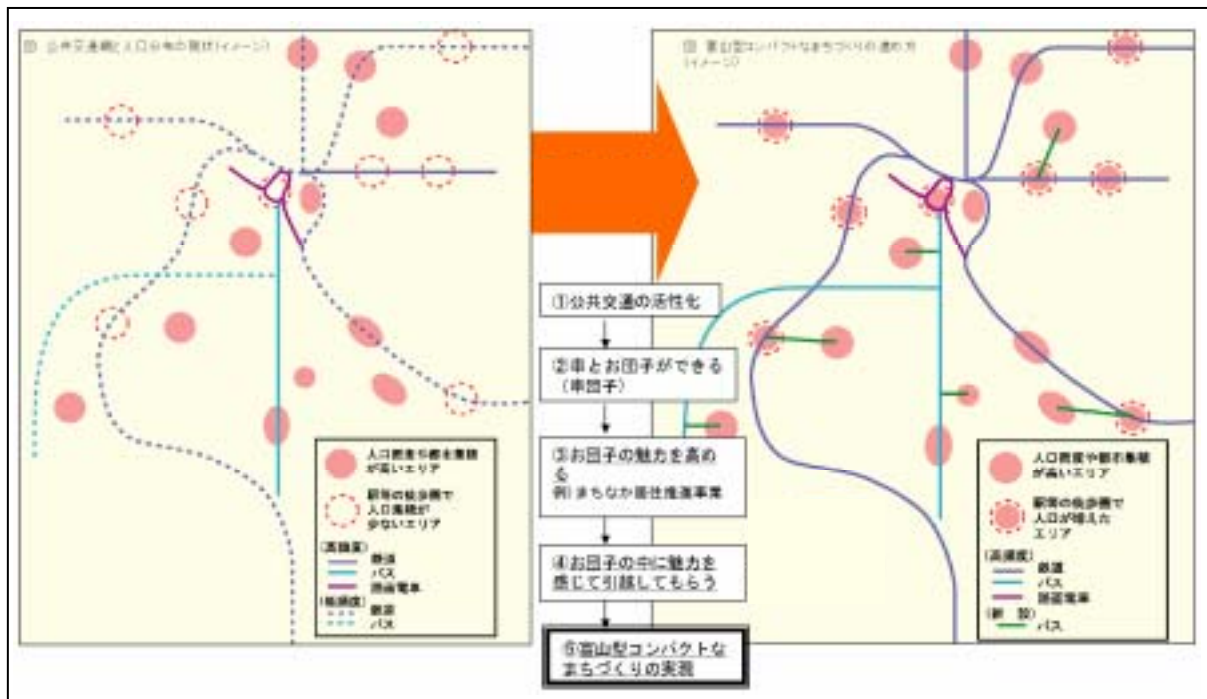 図 公共交通網と人口分布の現状(イメージ)
人口密度や都市集積
が高いエリア
駅等の徒歩圏で
人口集積が
少ないエリア
(高頻度)
鉄道
バス
路面電車
(低頻度)
鉄道
バス
①公共交通の活性化
②串とお団子ができる
(串団子)
③お団子の魅力を高め
る
例)まちなか居住推進事業
④お団子の中に魅力を
感じて引越してもらう
⑤富山型コンパクトな
まちづくりの実現
図 富山型コンパクトなまちづくりの進め方
(イメージ)
人口密度や都市集積
が高いエリア
駅等の徒歩圏で
人口が増えた
エリア
(高頻度)
鉄道
バス
路面電車
(新 設)
バス